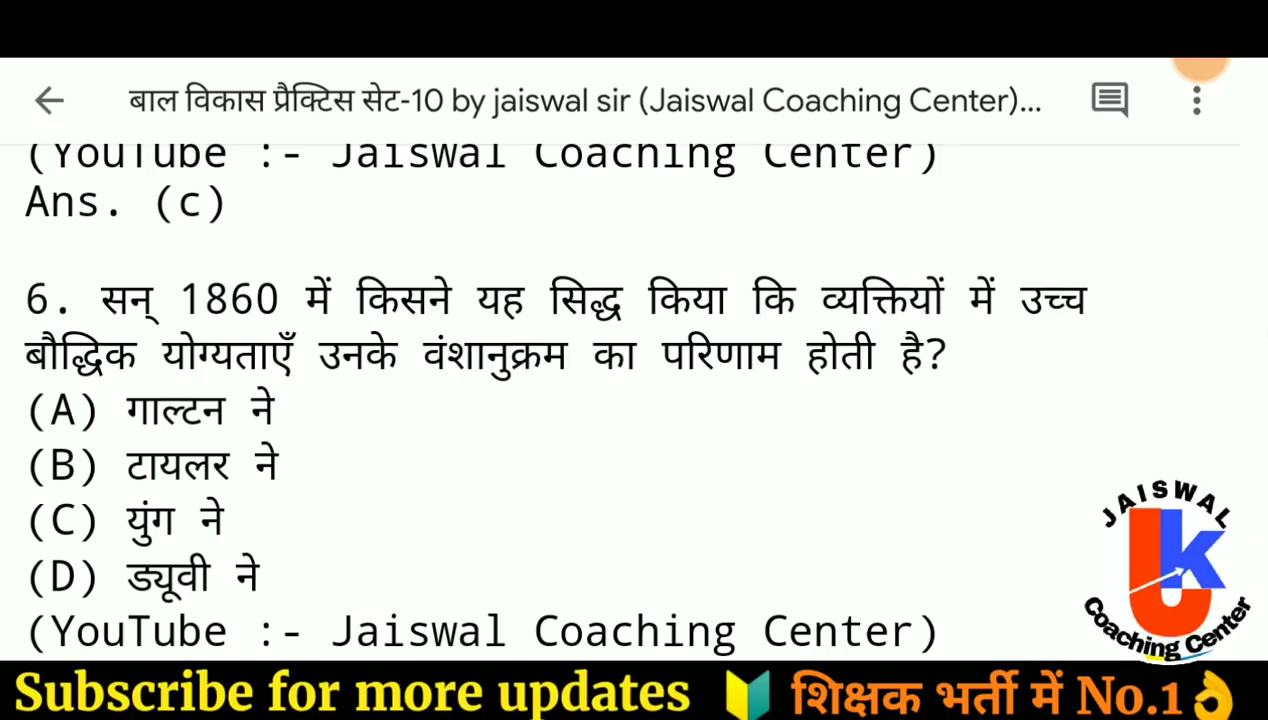 बाल विकास प्रैक्टिस सेट-10 by jaiswal sir (Jaiswal Coaching Center)...
(YouTube :- Jaiswal Coaching Center)
Ans. (c)
6. सन् 1860 में किसने यह सिद्ध किया कि व्यक्तियों में उच्च
बौद्धिक योग्यताएँ उनके वंशानुक्रम का परिणाम होती है?
(A) गाल्टन ने
(B) टायलर ने
(C) युंग ने
(D) ड्यूवी ने
(YouTube :- Jaiswal Coaching Center)
JAISWAL
JK
Coaching Center
Subscribe for more updates 🔰 शिक्षक भर्ती में No.1👌